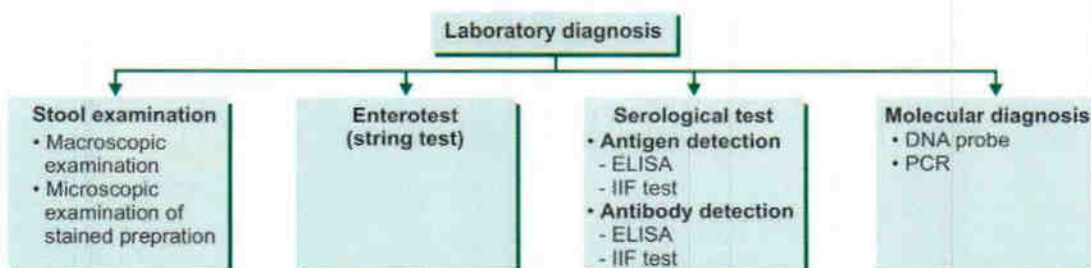 Laboratory diagnosis
Stool examination
• Macroscopic
examination
• Microscopic
examination of
stained prepration
Enterotest
(string test)
Serological test
• Antigen detection
- ELISA
- IIF test
• Antibody detection
- ELISA
- IIF test
Molecular diagnosis
• DNA probe
• PCR